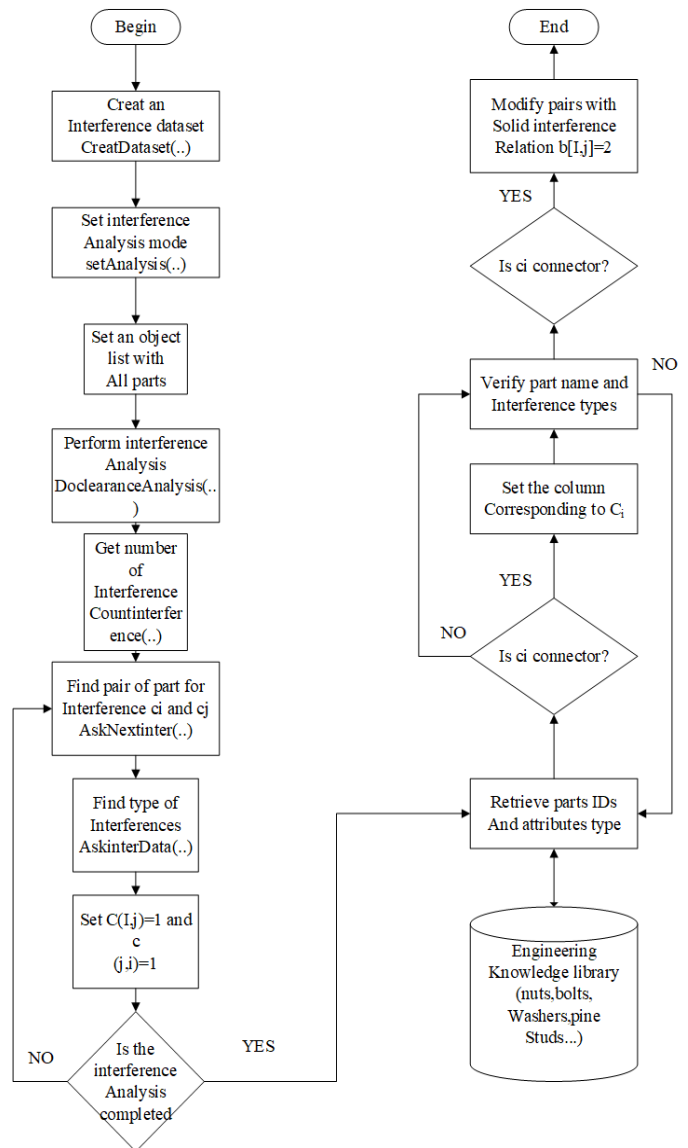 Begin
Creat an
Interference dataset
CreatDataset(..)
Set interference
Analysis mode
setAnalysis(..)
Set an object
list with
All parts
Perform interference
Analysis
DoclearanceAnalysis(..
)
Get number
of
Interference
Countinterfer
ence(..)
Find pair of part for
Interference ci and cj
AskNextinter(..)
Find type of
Interferences
AskinterData(..)
Set C(I,j)=1 and
c
(j,i)=1
Is the
interference
Analysis
completed
NO
YES
End
Modify pairs with
Solid interference
Relation b[I,j]=2
YES
Is ci connector?
NO
Verify part name and
Interference types
Set the column
Corresponding to Cᵢ
YES
NO
Is ci connector?
Retrieve parts IDs
And attributes type
Engineering
Knowledge library
(nuts,bolts,
Washers,pine
Studs...)